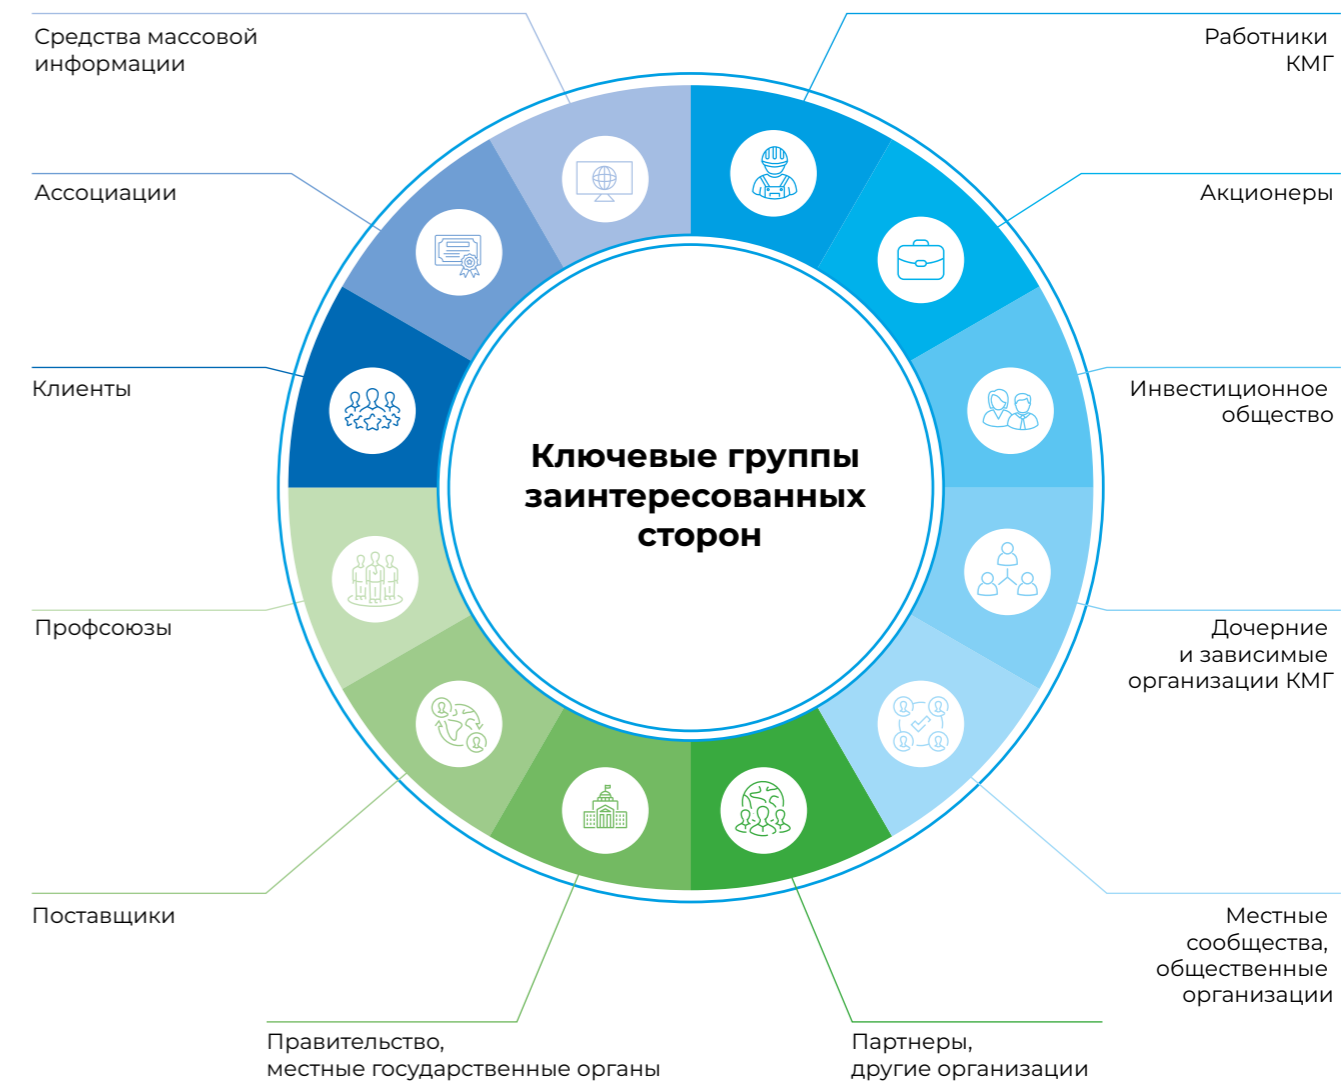 Средства массовой
информации
Работники
КМГ
Ассоциации
Акционеры
Клиенты
Инвестиционное
общество
Ключевые группы
заинтересованных
сторон
Профсоюзы
Дочерние
и зависимые
организации КМГ
Поставщики
Местные
сообщества,
общественные
организации
Правительство,
местные государственные органы
Партнеры,
другие организации